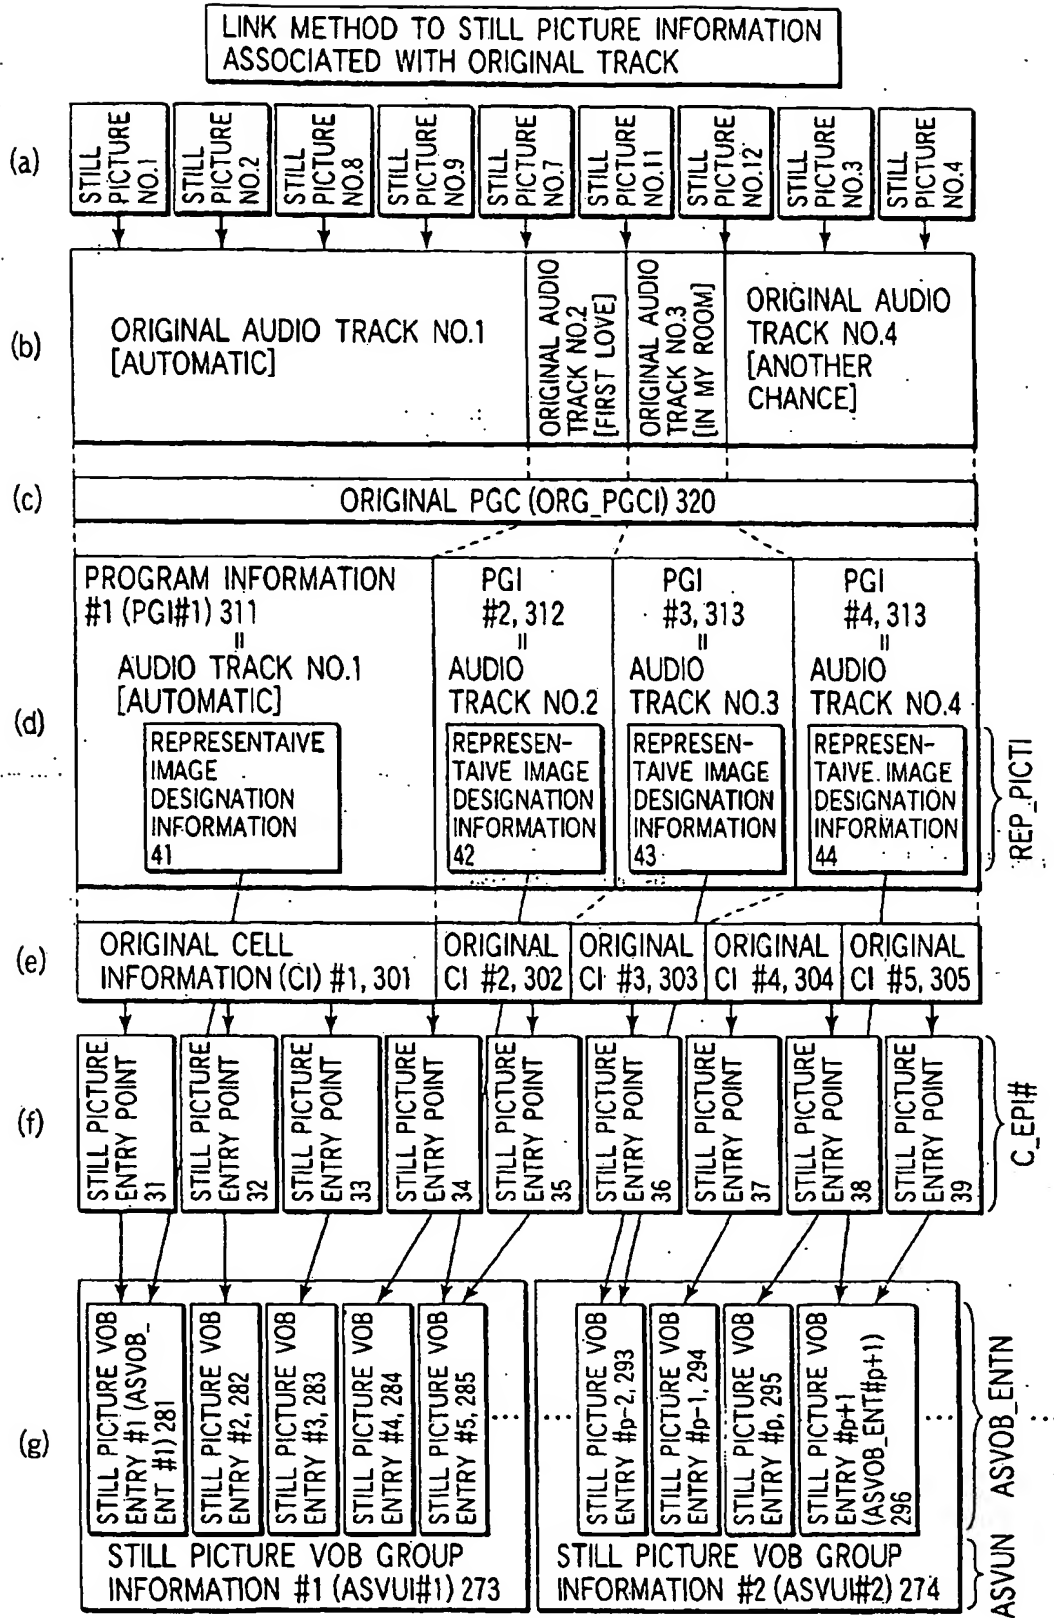 LINK METHOD TO STILL PICTURE INFORMATION
ASSOCIATED WITH ORIGINAL TRACK
(a)
STILL
PICTURE
NO.1
STILL
PICTURE
NO.2
STILL
PICTURE
NO.8
STILL
PICTURE
NO.9
STILL
PICTURE
NO.7
STILL
PICTURE
NO.11
STILL
PICTURE
NO.12
STILL
PICTURE
NO.3
STILL
PICTURE
NO.4
(b)
ORIGINAL AUDIO TRACK NO.1
[AUTOMATIC]
ORIGINAL AUDIO
TRACK NO.2
[FIRST LOVE]
ORIGINAL AUDIO
TRACK NO.3
[IN MY ROOM]
ORIGINAL AUDIO
TRACK NO.4
[ANOTHER
CHANCE]
(c)
ORIGINAL PGC (ORG_PGCI) 320
(d)
PROGRAM INFORMATION
#1 (PGI#1) 311
=
AUDIO TRACK NO.1
[AUTOMATIC]
REPRESENTAIVE
IMAGE
DESIGNATION
INFORMATION
41
PGI
#2, 312
=
AUDIO
TRACK NO.2
REPRESEN-
TAIVE IMAGE
DESIGNATION
INFORMATION
42
PGI
#3, 313
=
AUDIO
TRACK NO.3
REPRESEN-
TAIVE IMAGE
DESIGNATION
INFORMATION
43
PGI
#4, 313
=
AUDIO
TRACK NO.4
REPRESEN-
TAIVE IMAGE
DESIGNATION
INFORMATION
44
REP_PICTI
(e)
ORIGINAL CELL
INFORMATION (CI) #1, 301
ORIGINAL
CI #2, 302
ORIGINAL
CI #3, 303
ORIGINAL
CI #4, 304
ORIGINAL
CI #5, 305
(f)
STILL PICTURE
ENTRY POINT
31
STILL PICTURE
ENTRY POINT
32
STILL PICTURE
ENTRY POINT
33
STILL PICTURE
ENTRY POINT
34
STILL PICTURE
ENTRY POINT
35
STILL PICTURE
ENTRY POINT
36
STILL PICTURE
ENTRY POINT
37
STILL PICTURE
ENTRY POINT
38
STILL PICTURE
ENTRY POINT
39
C_EPI#
(g)
STILL PICTURE VOB
ENTRY #1 (ASVOB_
ENT #1) 281
STILL PICTURE VOB
ENTRY #2, 282
STILL PICTURE VOB
ENTRY #3, 283
STILL PICTURE VOB
ENTRY #4, 284
STILL PICTURE VOB
ENTRY #5, 285
STILL PICTURE VOB
ENTRY #p-2, 293
STILL PICTURE VOB
ENTRY #p-1, 294
STILL PICTURE VOB
ENTRY #p, 295
STILL PICTURE VOB
ENTRY #p+1
(ASVOB_ENT#p+1)
296
ASVOB_ENTN
STILL PICTURE VOB GROUP
INFORMATION #1 (ASVUI#1) 273
STILL PICTURE VOB GROUP
INFORMATION #2 (ASVUI#2) 274
ASVUN